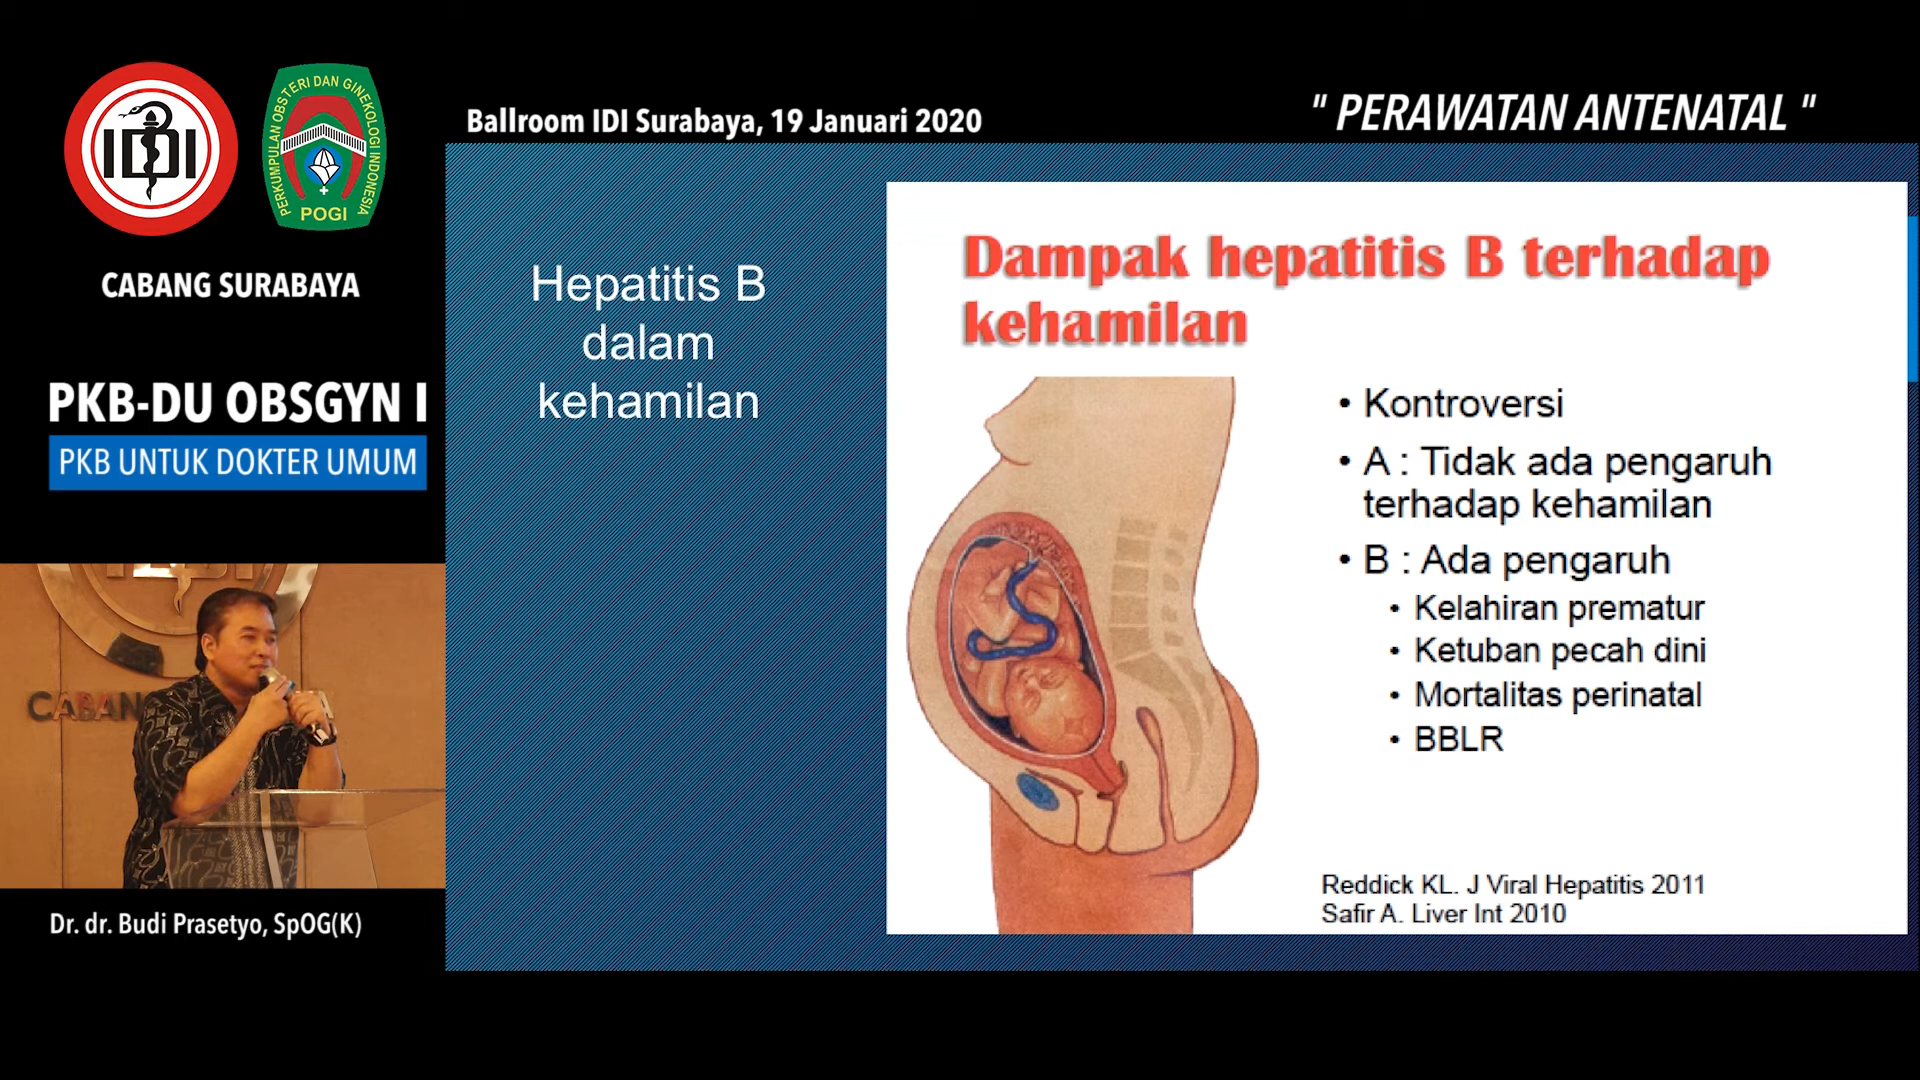 IDI
PERKUMPULAN OBSTERI DAN GINEKOLOGI INDONESIA
POGI
CABANG SURABAYA
PKB-DU OBSGYN I
PKB UNTUK DOKTER UMUM
CABANG
Dr. dr. Budi Prasetyo, SpOG(K)
Ballroom IDI Surabaya, 19 Januari 2020
" PERAWATAN ANTENATAL "
Hepatitis B
dalam
kehamilan
Dampak hepatitis B terhadap
kehamilan
• Kontroversi
• A : Tidak ada pengaruh
terhadap kehamilan
• B : Ada pengaruh
• Kelahiran prematur
• Ketuban pecah dini
• Mortalitas perinatal
• BBLR
Reddick KL. J Viral Hepatitis 2011
Safir A. Liver Int 2010